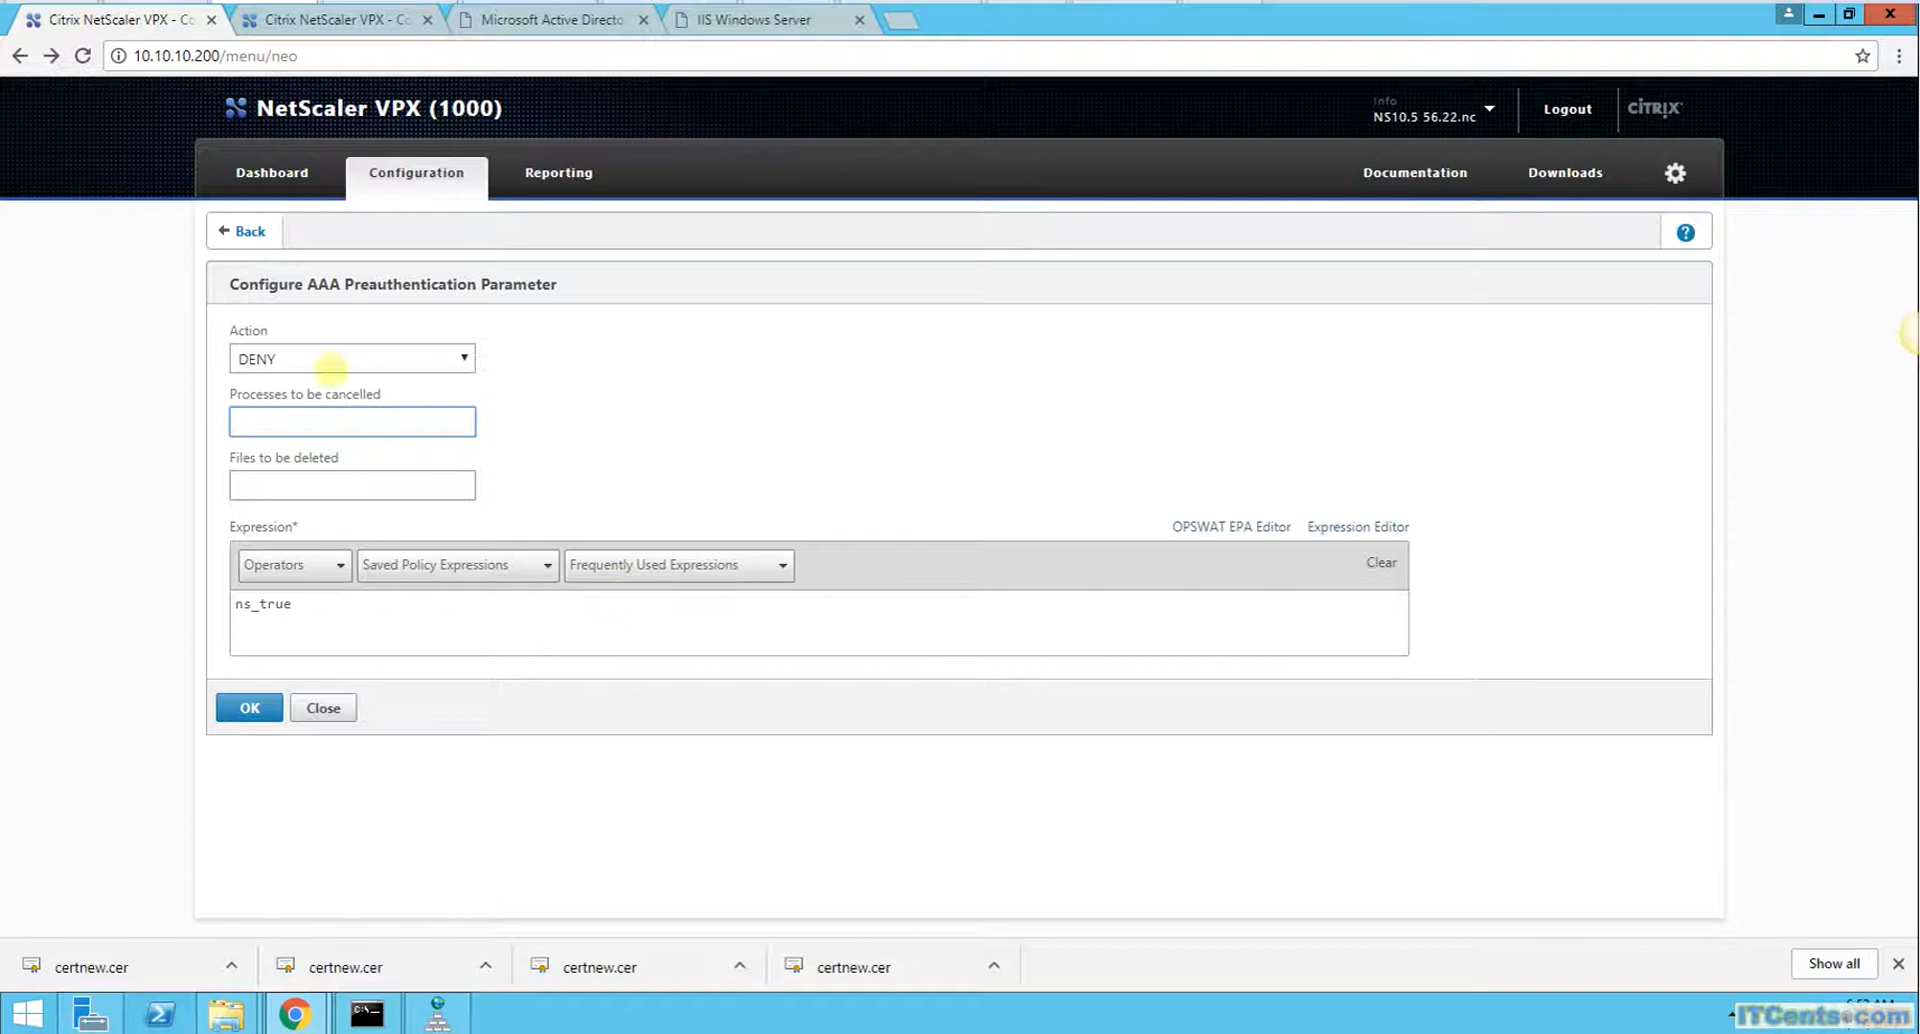 Citrix NetScaler VPX - Co
Citrix NetScaler VPX - Co
Microsoft Active Directo
IIS Windows Server
10.10.10.200/menu/neo
NetScaler VPX (1000)
Info
NS10.5 56.22.nc
Logout
CITRIX
Dashboard
Configuration
Reporting
Documentation
Downloads
Back
?
Configure AAA Preauthentication Parameter
Action
DENY
Processes to be cancelled
Files to be deleted
Expression*
OPSWAT EPA Editor
Expression Editor
Operators
Saved Policy Expressions
Frequently Used Expressions
Clear
ns_true
OK
Close
certnew.cer
certnew.cer
certnew.cer
certnew.cer
Show all
ITCents.com